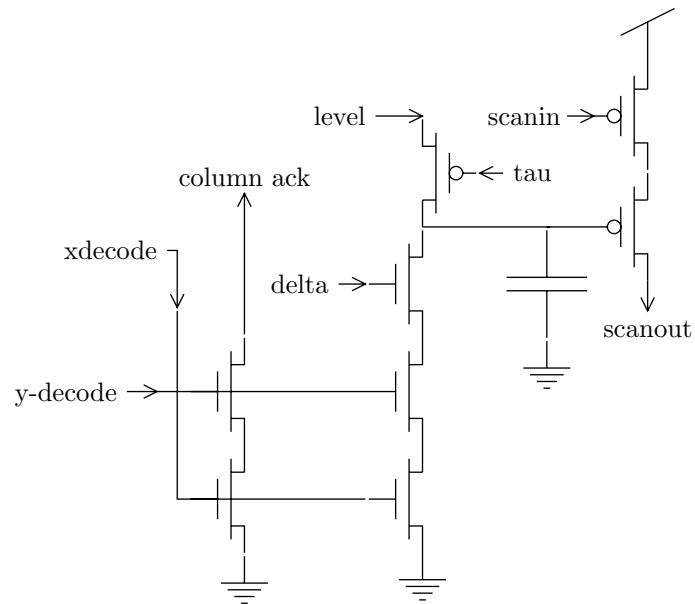 level
scanin
tau
column ack
xdecode
delta
scanout
y-decode